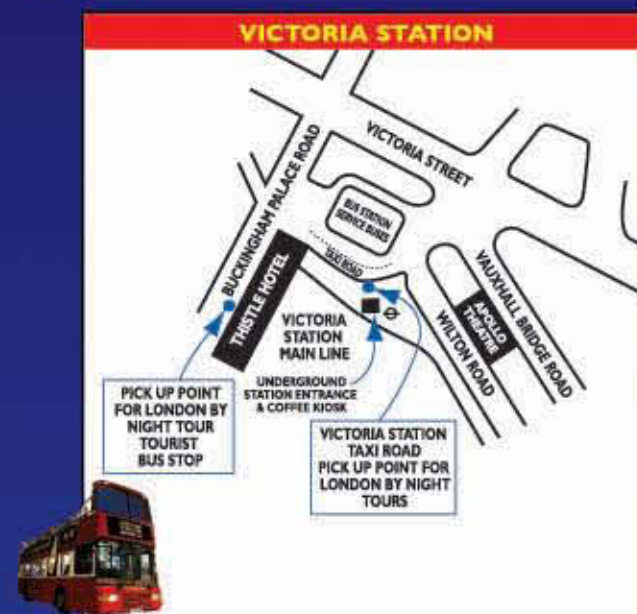 VICTORIA STATION
VICTORIA STREET
BUCKINGHAM PALACE ROAD
BUS STATION
SERVICE BUSES
TAXI ROAD
THISTLE HOTEL
VICTORIA
STATION
MAIN LINE
UNDERGROUND
STATION ENTRANCE
& COFFEE KIOSK
WILTON ROAD
APOLLO
THEATRE
VAUXHALL BRIDGE ROAD
PICK UP POINT
FOR LONDON BY
NIGHT TOUR
TOURIST
BUS STOP
VICTORIA STATION
TAXI ROAD
PICK UP POINT FOR
LONDON BY NIGHT
TOURS